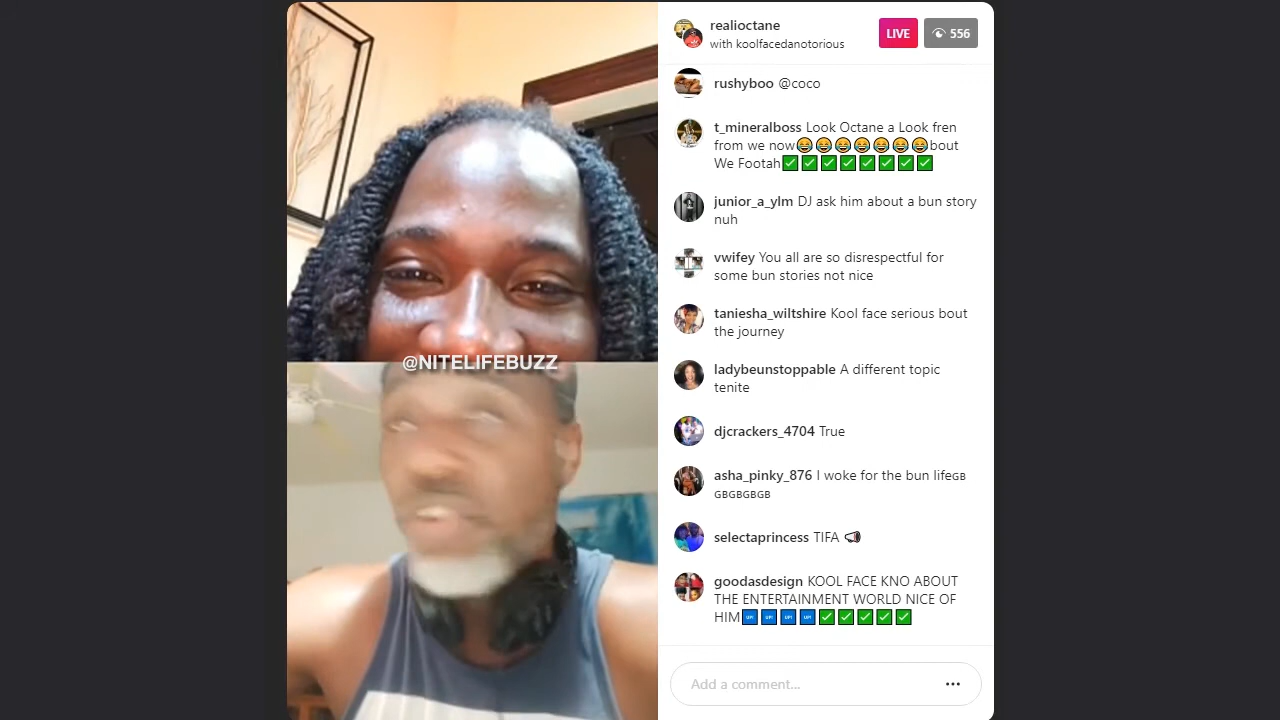 realioctane
with koolfacedanotorious
LIVE
556
rushyboo @coco
t_mineralboss Look Octane a Look fren
from we now😂😂😂😂😂😂😂bout
We Footah✅✅✅✅✅✅✅✅
junior_a_ylm DJ ask him about a bun story
nuh
vwifey You all are so disrespectful for
some bun stories not nice
taniesha_wiltshire Kool face serious bout
the journey
ladybeunstoppable A different topic
tenite
djcrackers_4704 True
asha_pinky_876 I woke for the bun lifeGB
GBGBGBGB
selectaprincess TIFA 📢
goodasdesign KOOL FACE KNO ABOUT
THE ENTERTAINMENT WORLD NICE OF
HIM🆙🆙🆙🆙✅✅✅✅✅
Add a comment...
@NITELIFEBUZZ